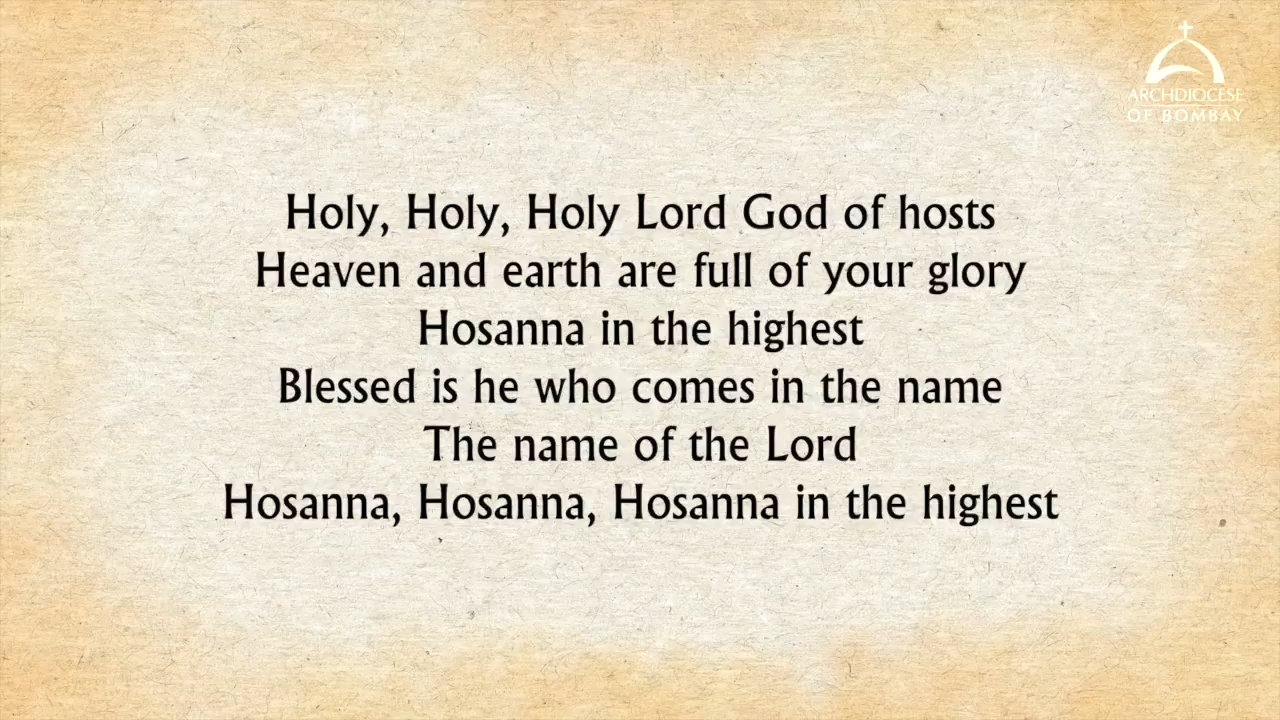 ARCHDIOCESE
OF BOMBAY
Holy, Holy, Holy Lord God of hosts
Heaven and earth are full of your glory
Hosanna in the highest
Blessed is he who comes in the name
The name of the Lord
Hosanna, Hosanna, Hosanna in the highest